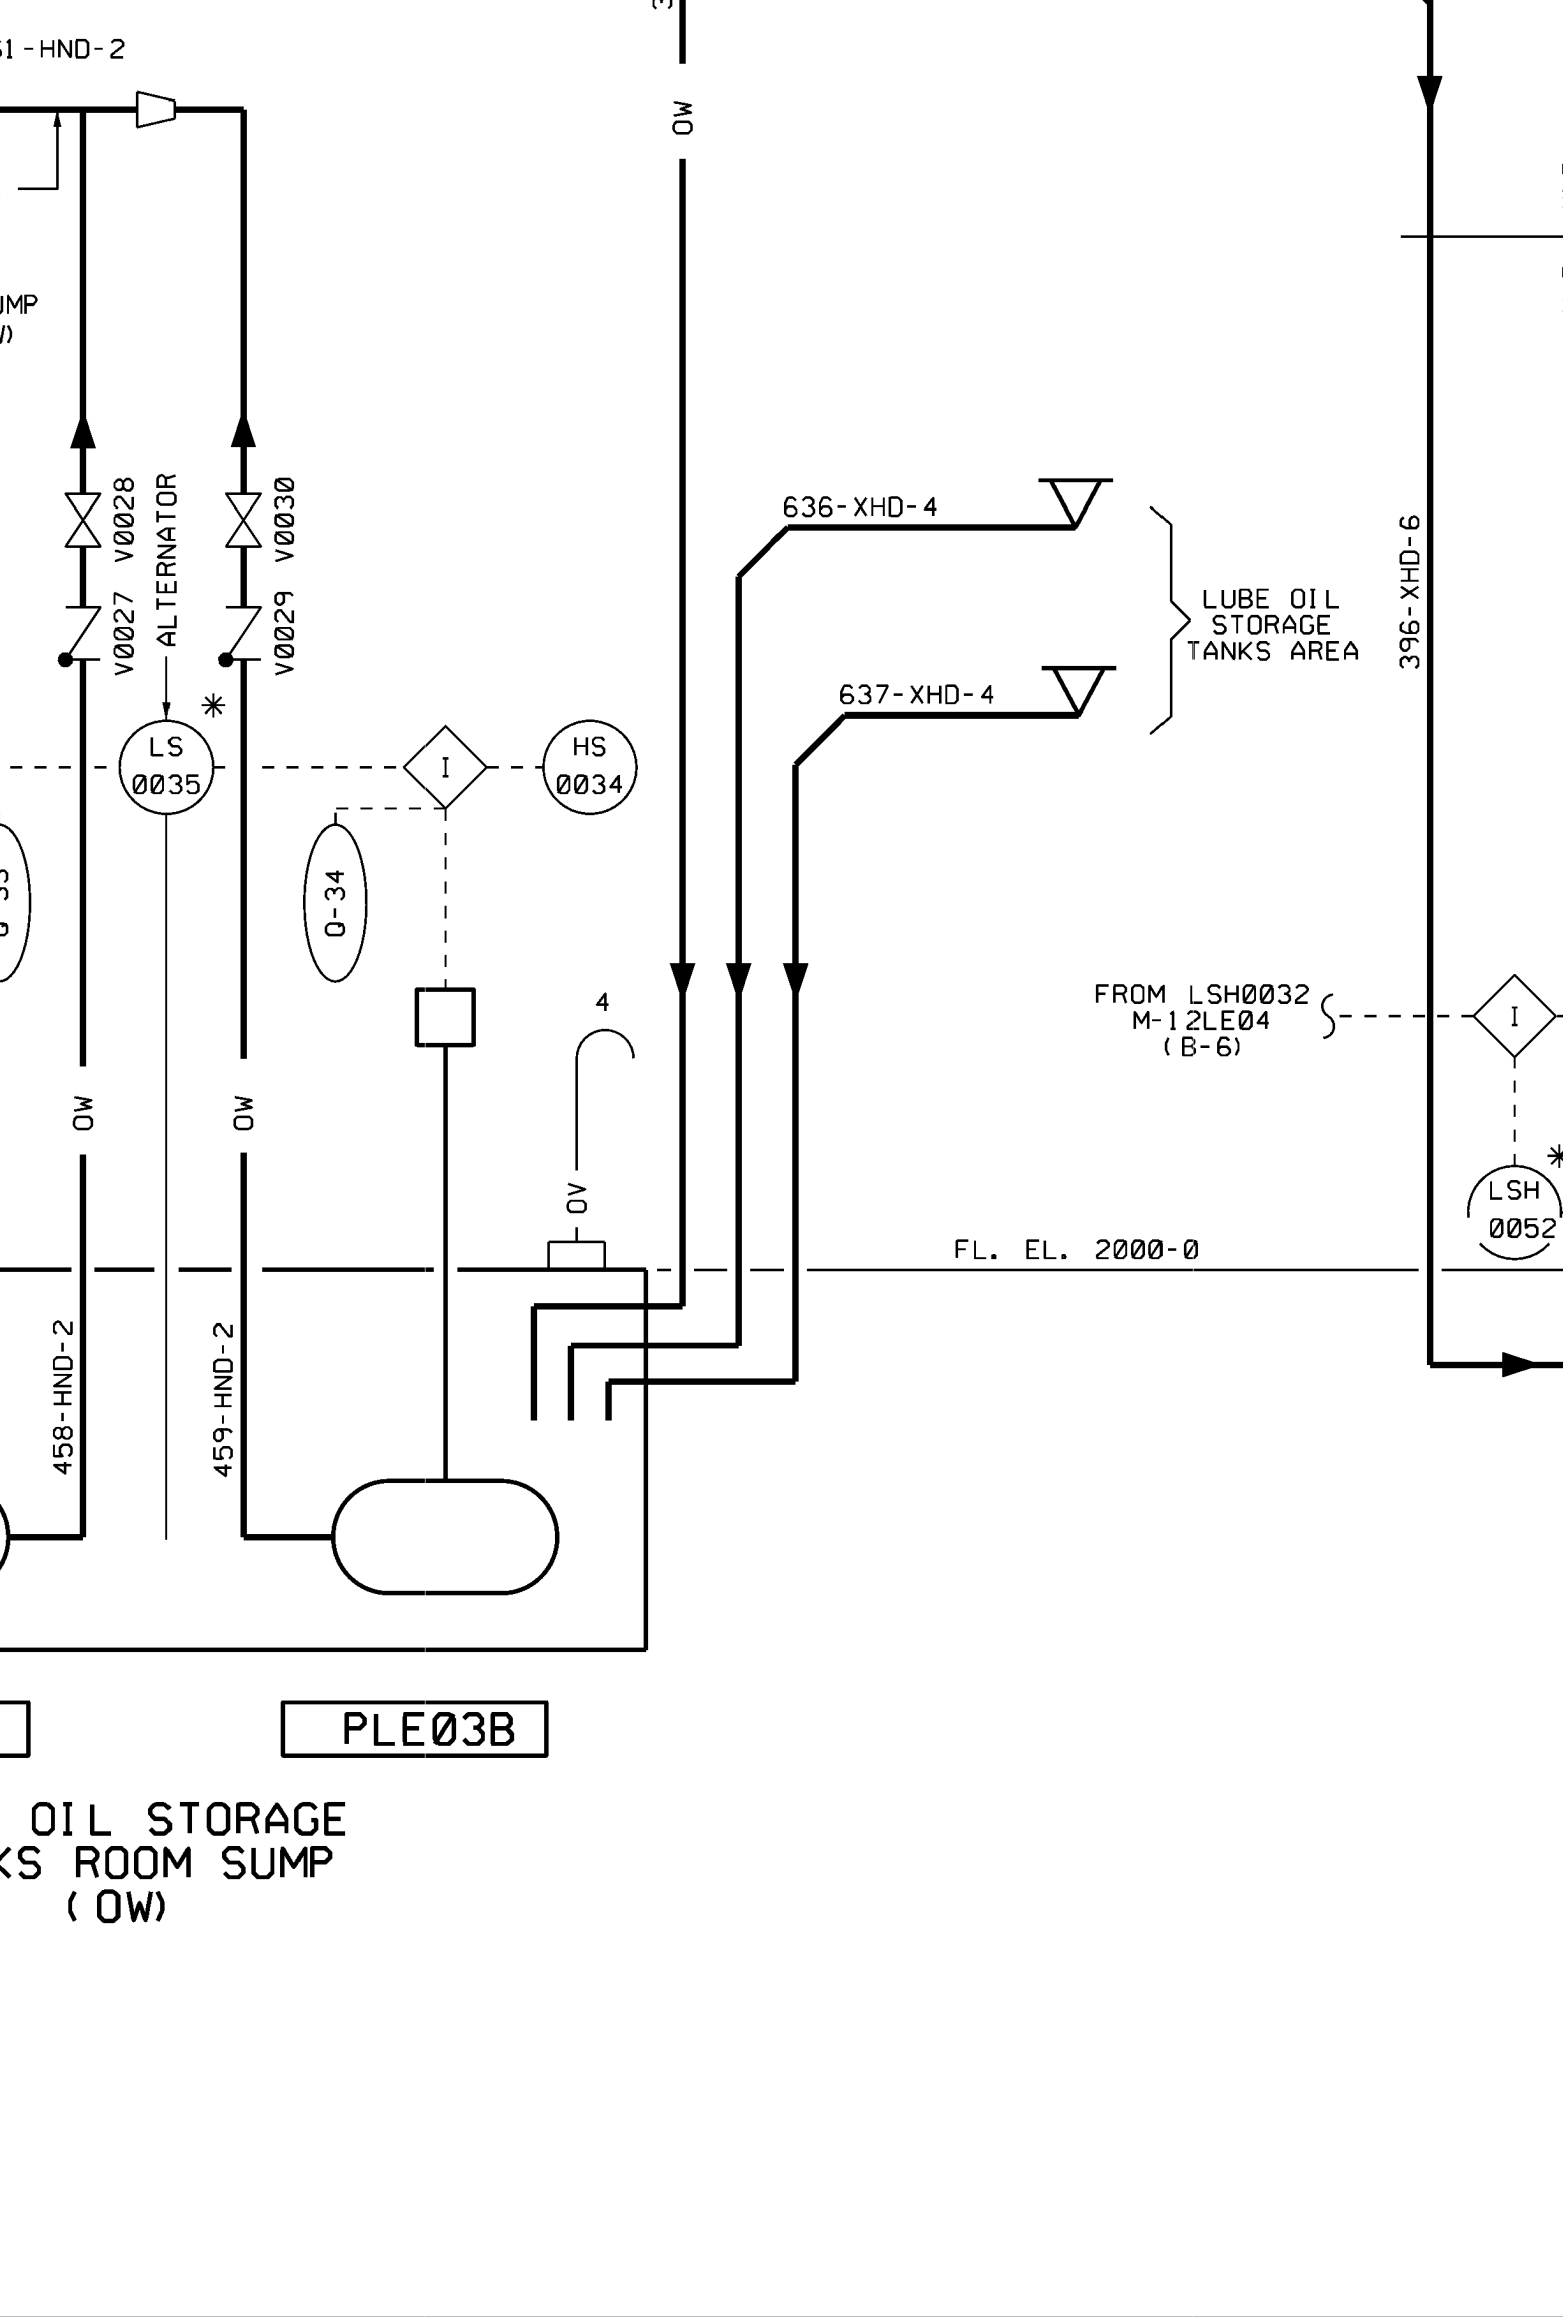 1-HND-2
OW
UMP
V0028
ALTERNATOR
V0030
V0027
V0029
636-XHD-4
LUBE OIL
STORAGE
TANKS AREA
396-XHD-6
637-XHD-4
*
LS
0035
I
HS
0034
Q-34
4
FROM LSH0032
M-12LE04
(B-6)
I
OW
OW
OV
*
LSH
0052
FL. EL. 2000-0
458-HND-2
459-HND-2
PLE03B
OIL STORAGE
KS ROOM SUMP
(OW)